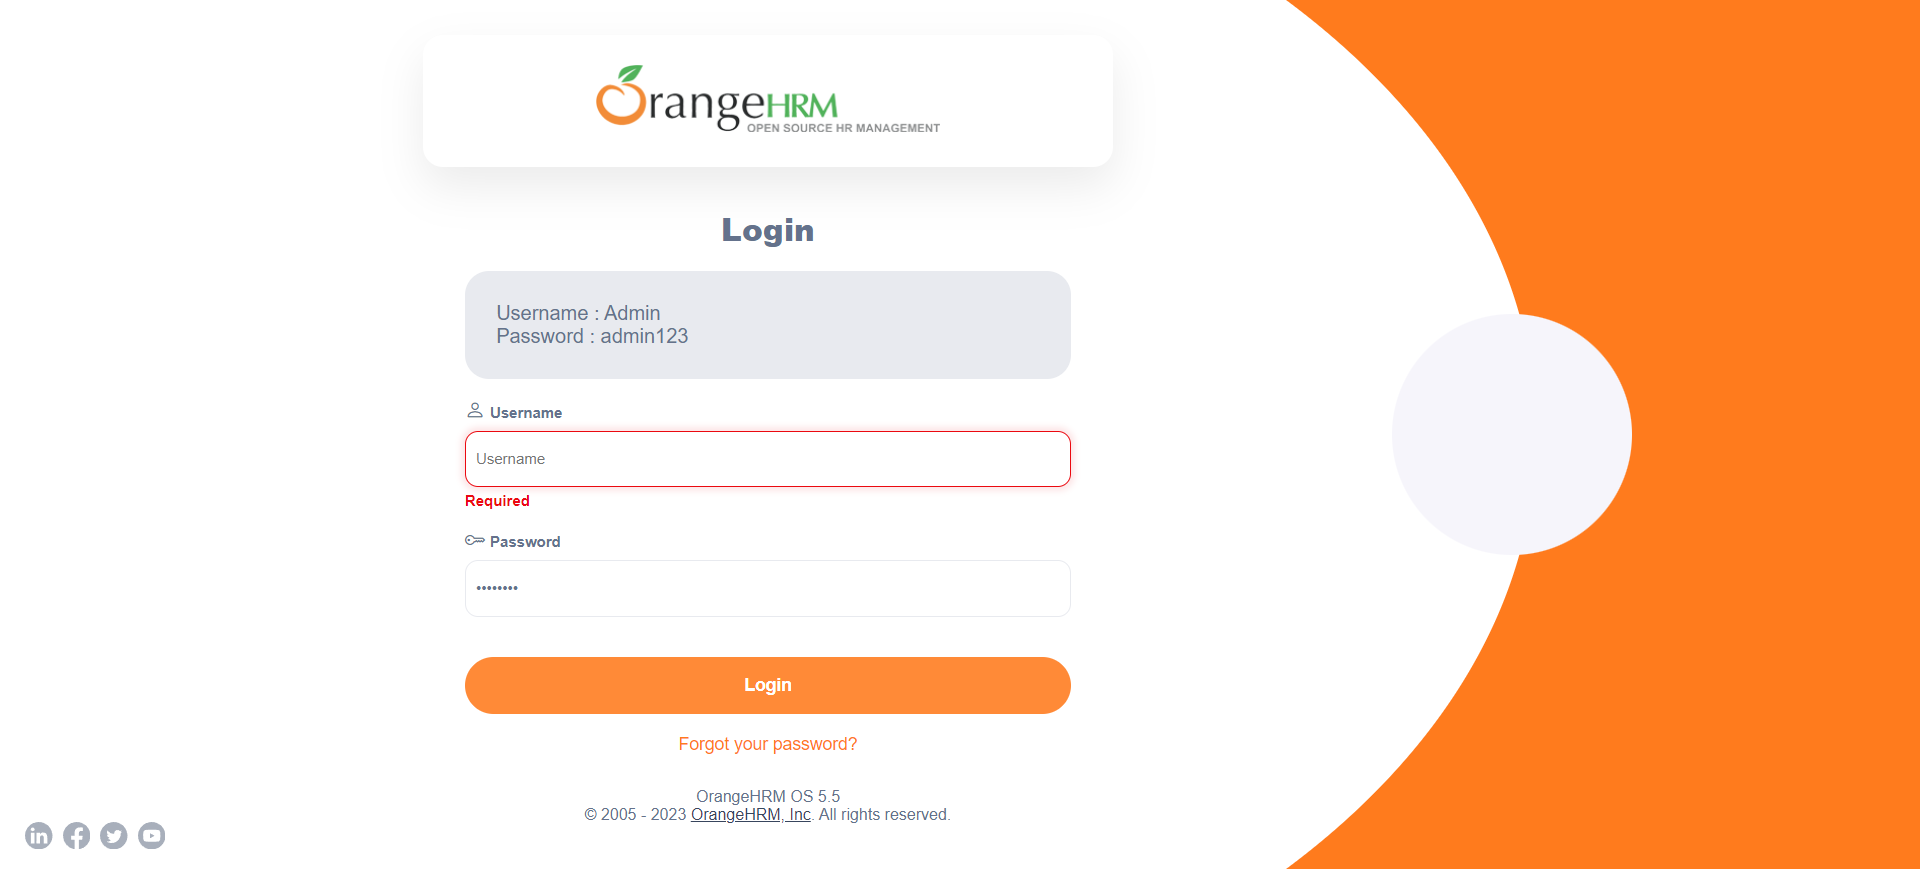 OrangeHRM
OPEN SOURCE HR MANAGEMENT
Login
Username : Admin
Password : admin123
Username
Username
Required
Password
••••••••
Login
Forgot your password?
OrangeHRM OS 5.5
© 2005 - 2023 OrangeHRM, Inc. All rights reserved.